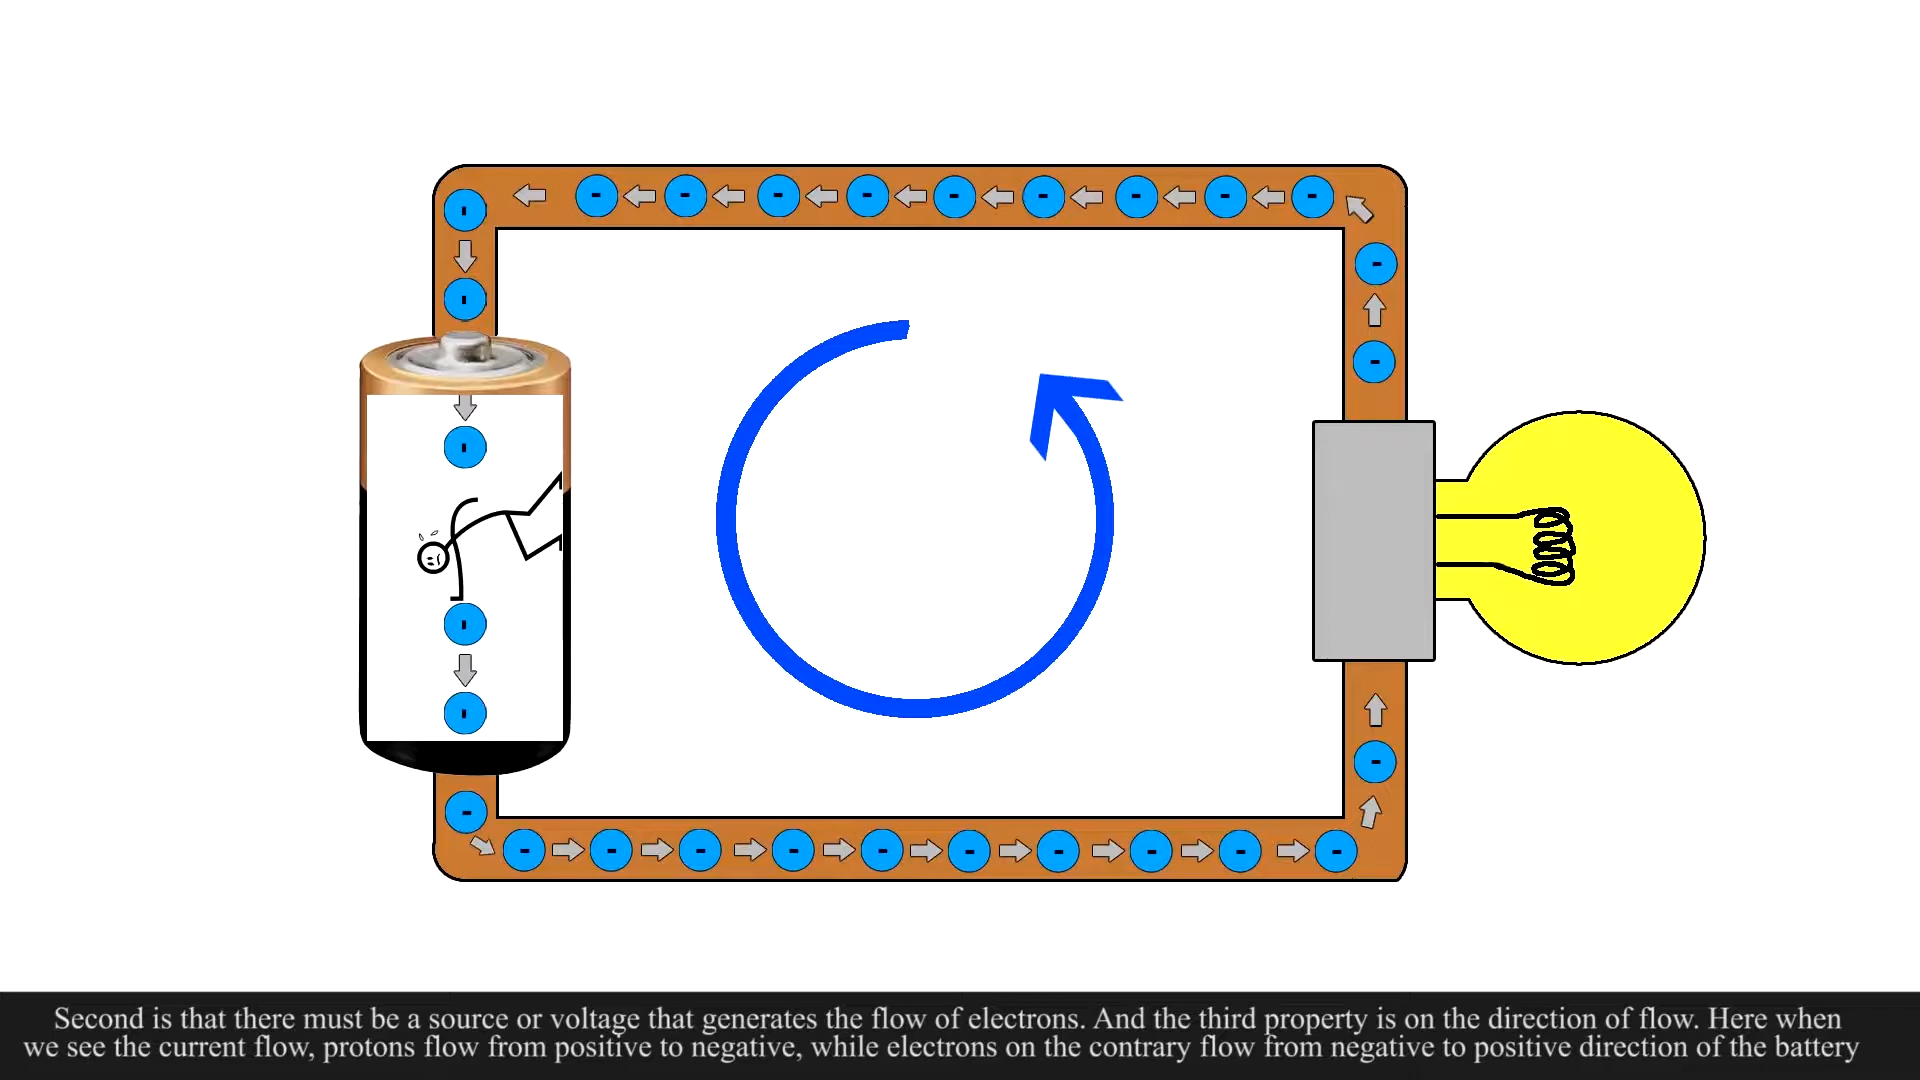 Second is that there must be a source or voltage that generates the flow of electrons. And the third property is on the direction of flow. Here when
we see the current flow, protons flow from positive to negative, while electrons on the contrary flow from negative to positive direction of the battery